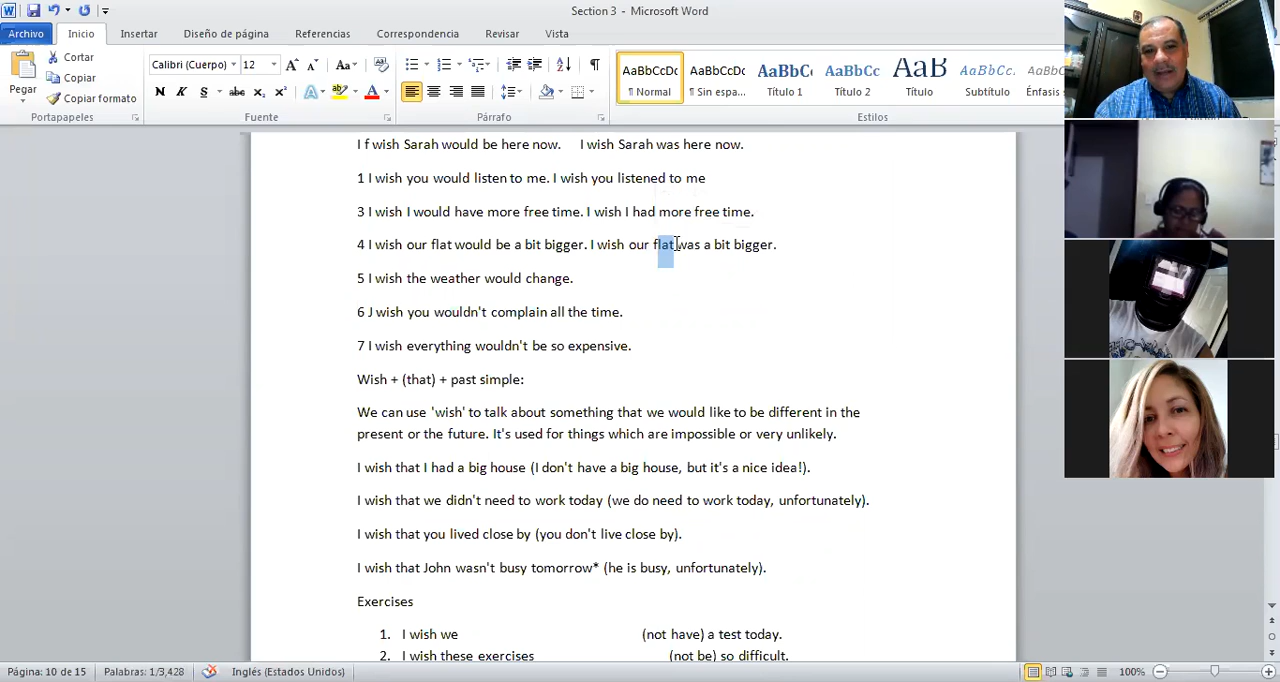 Section 3 - Microsoft Word
Archivo Inicio Insertar Diseño de página Referencias Correspondencia Revisar Vista
Cortar
Copiar
Copiar formato
Pegar
Calibri (Cuerpo) 12
AaBbCcDc AaBbCcDc AaBbC AaBbCc AaB AaBbCc AaBbCc
¶ Normal ¶ Sin espa... Título 1 Título 2 Título Subtítulo Énfasis
Portapapeles Fuente Párrafo Estilos
I f wish Sarah would be here now. I wish Sarah was here now.
1 I wish you would listen to me. I wish you listened to me
3 I wish I would have more free time. I wish I had more free time.
4 I wish our flat would be a bit bigger. I wish our flat was a bit bigger.
5 I wish the weather would change.
6 J wish you wouldn't complain all the time.
7 I wish everything wouldn't be so expensive.
Wish + (that) + past simple:
We can use 'wish' to talk about something that we would like to be different in the
present or the future. It's used for things which are impossible or very unlikely.
I wish that I had a big house (I don't have a big house, but it's a nice idea!).
I wish that we didn't need to work today (we do need to work today, unfortunately).
I wish that you lived close by (you don't live close by).
I wish that John wasn't busy tomorrow* (he is busy, unfortunately).
Exercises
1. I wish we (not have) a test today.
2. I wish these exercises (not be) so difficult.
Página: 10 de 15 Palabras: 1/3,428 Inglés (Estados Unidos) 100%